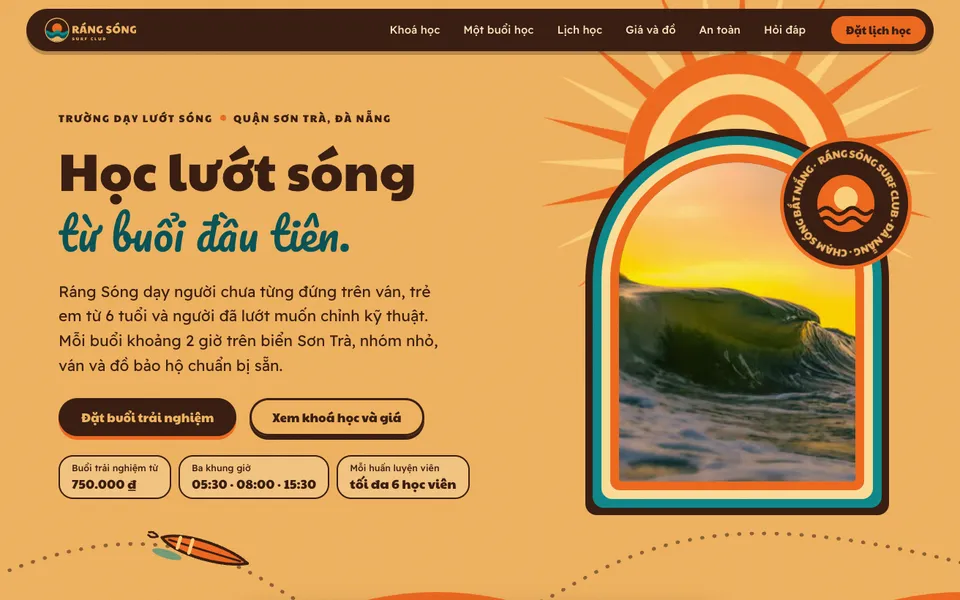 RÁNG SÓNG
SURF CLUB
Khoá học
Một buổi học
Lịch học
Giá và đồ
An toàn
Hỏi đáp
Đặt lịch học
TRƯỜNG DẠY LƯỚT SÓNG • QUẬN SƠN TRÀ, ĐÀ NẴNG
Học lướt sóng
từ buổi đầu tiên.
RÁNG SÓNG SURF CLUB · ĐÀ NẴNG · CHẠM SÓNG BẮT NẮNG ·
Ráng Sóng dạy người chưa từng đứng trên ván, trẻ
em từ 6 tuổi và người đã lướt muốn chỉnh kỹ thuật.
Mỗi buổi khoảng 2 giờ trên biển Sơn Trà, nhóm nhỏ,
ván và đồ bảo hộ chuẩn bị sẵn.
Đặt buổi trải nghiệm
Xem khoá học và giá
Buổi trải nghiệm từ
750.000 ₫
Ba khung giờ
05:30 · 08:00 · 15:30
Mỗi huấn luyện viên
tối đa 6 học viên